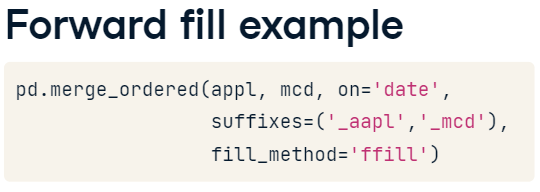 Forward fill example
pd.merge_ordered(appl, mcd, on='date',
                 suffixes=('_aapl','_mcd'),
                 fill_method='ffill')